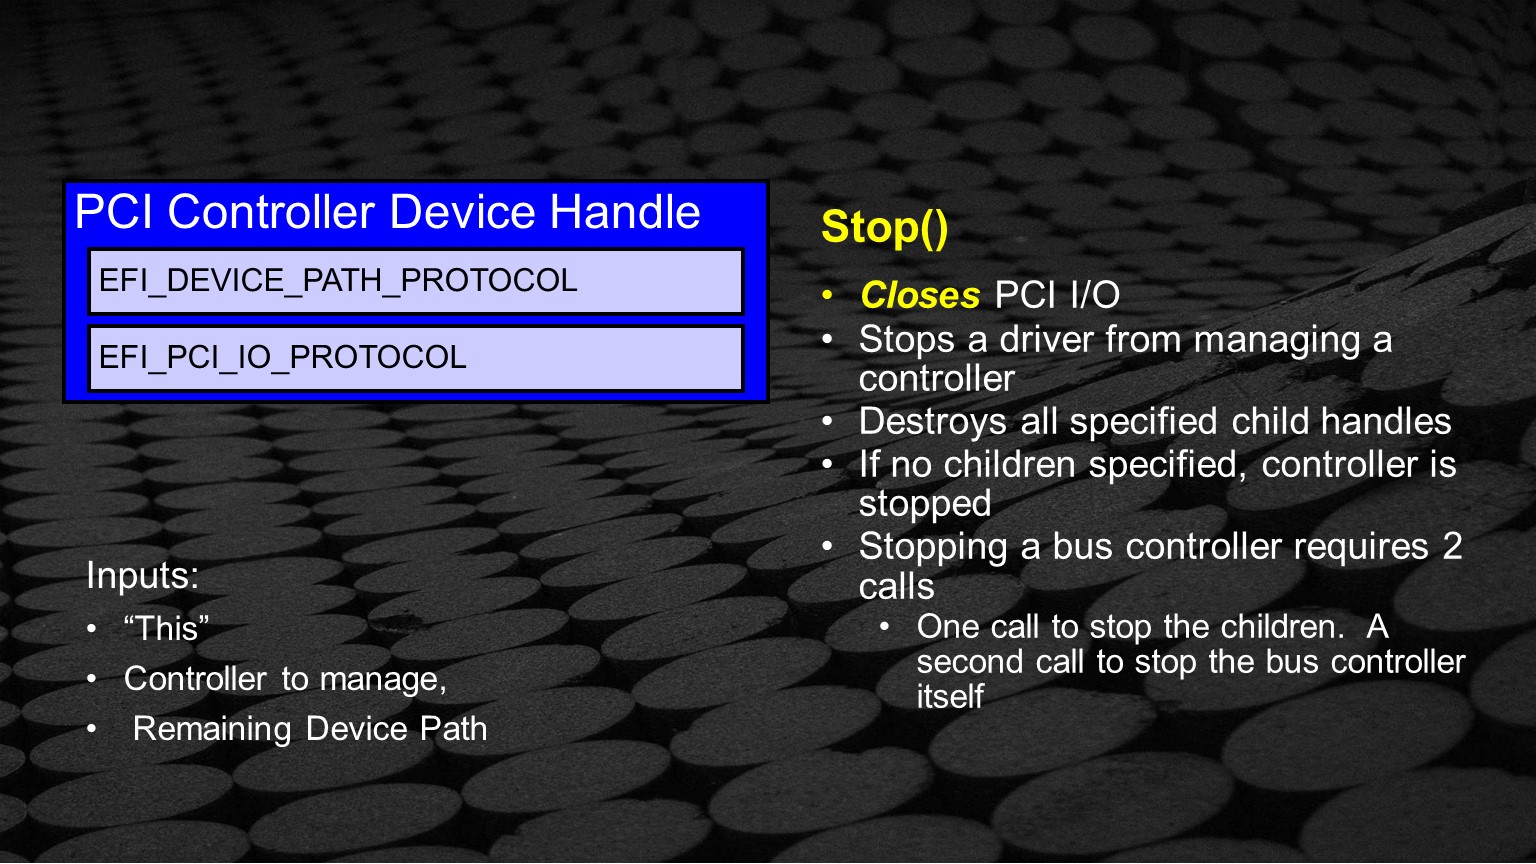 PCI Controller Device Handle
EFI_DEVICE_PATH_PROTOCOL
EFI_PCI_IO_PROTOCOL
Inputs:
• “This”
• Controller to manage,
• Remaining Device Path
Stop()
• Closes PCI I/O
• Stops a driver from managing a
controller
• Destroys all specified child handles
• If no children specified, controller is
stopped
• Stopping a bus controller requires 2
calls
• One call to stop the children.  A
second call to stop the bus controller
itself